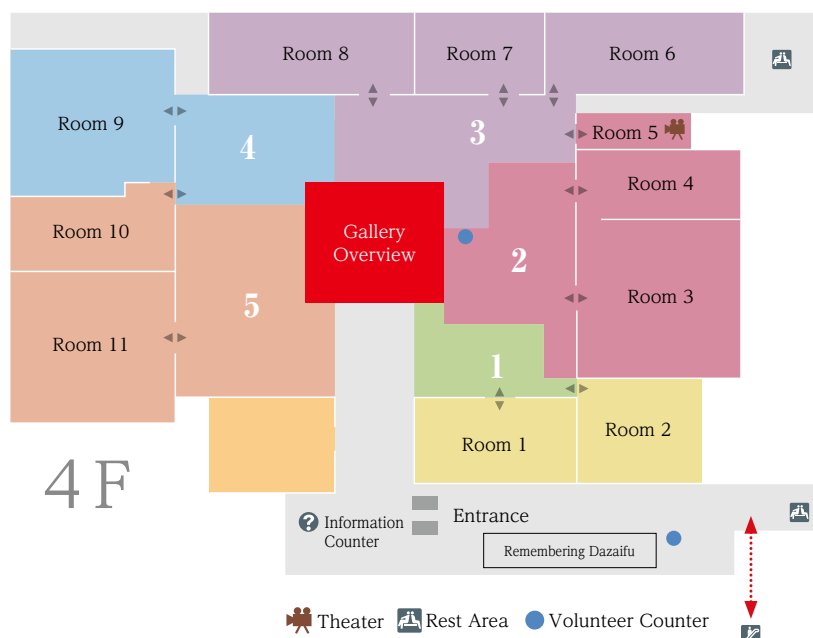 Room 8
Room 7
Room 6
Room 9
4
3
Room 5
Room 4
Room 10
Gallery
Overview
2
Room 3
5
Room 11
1
Room 1
Room 2
4 F
?
Information
Counter
Entrance
Remembering Dazaifu
Theater
Rest Area
Volunteer Counter